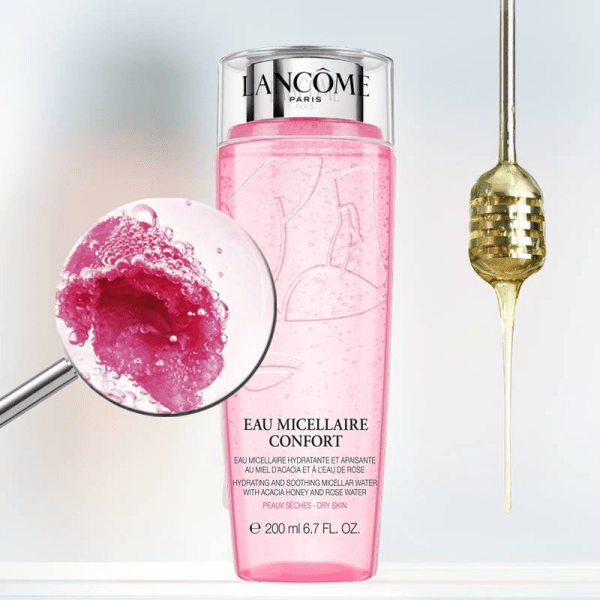 LANCÔME
PARIS
EAU MICELLAIRE
CONFORT
EAU MICELLAIRE HYDRATANTE ET APAISANTE
AU MIEL D'ACACIA ET À L'EAU DE ROSE
HYDRATING AND SOOTHING MICELLAR WATER
WITH ACACIA HONEY AND ROSE WATER
PEAUX SÈCHES - DRY SKIN
℮ 200 ml 6.7 FL. OZ.